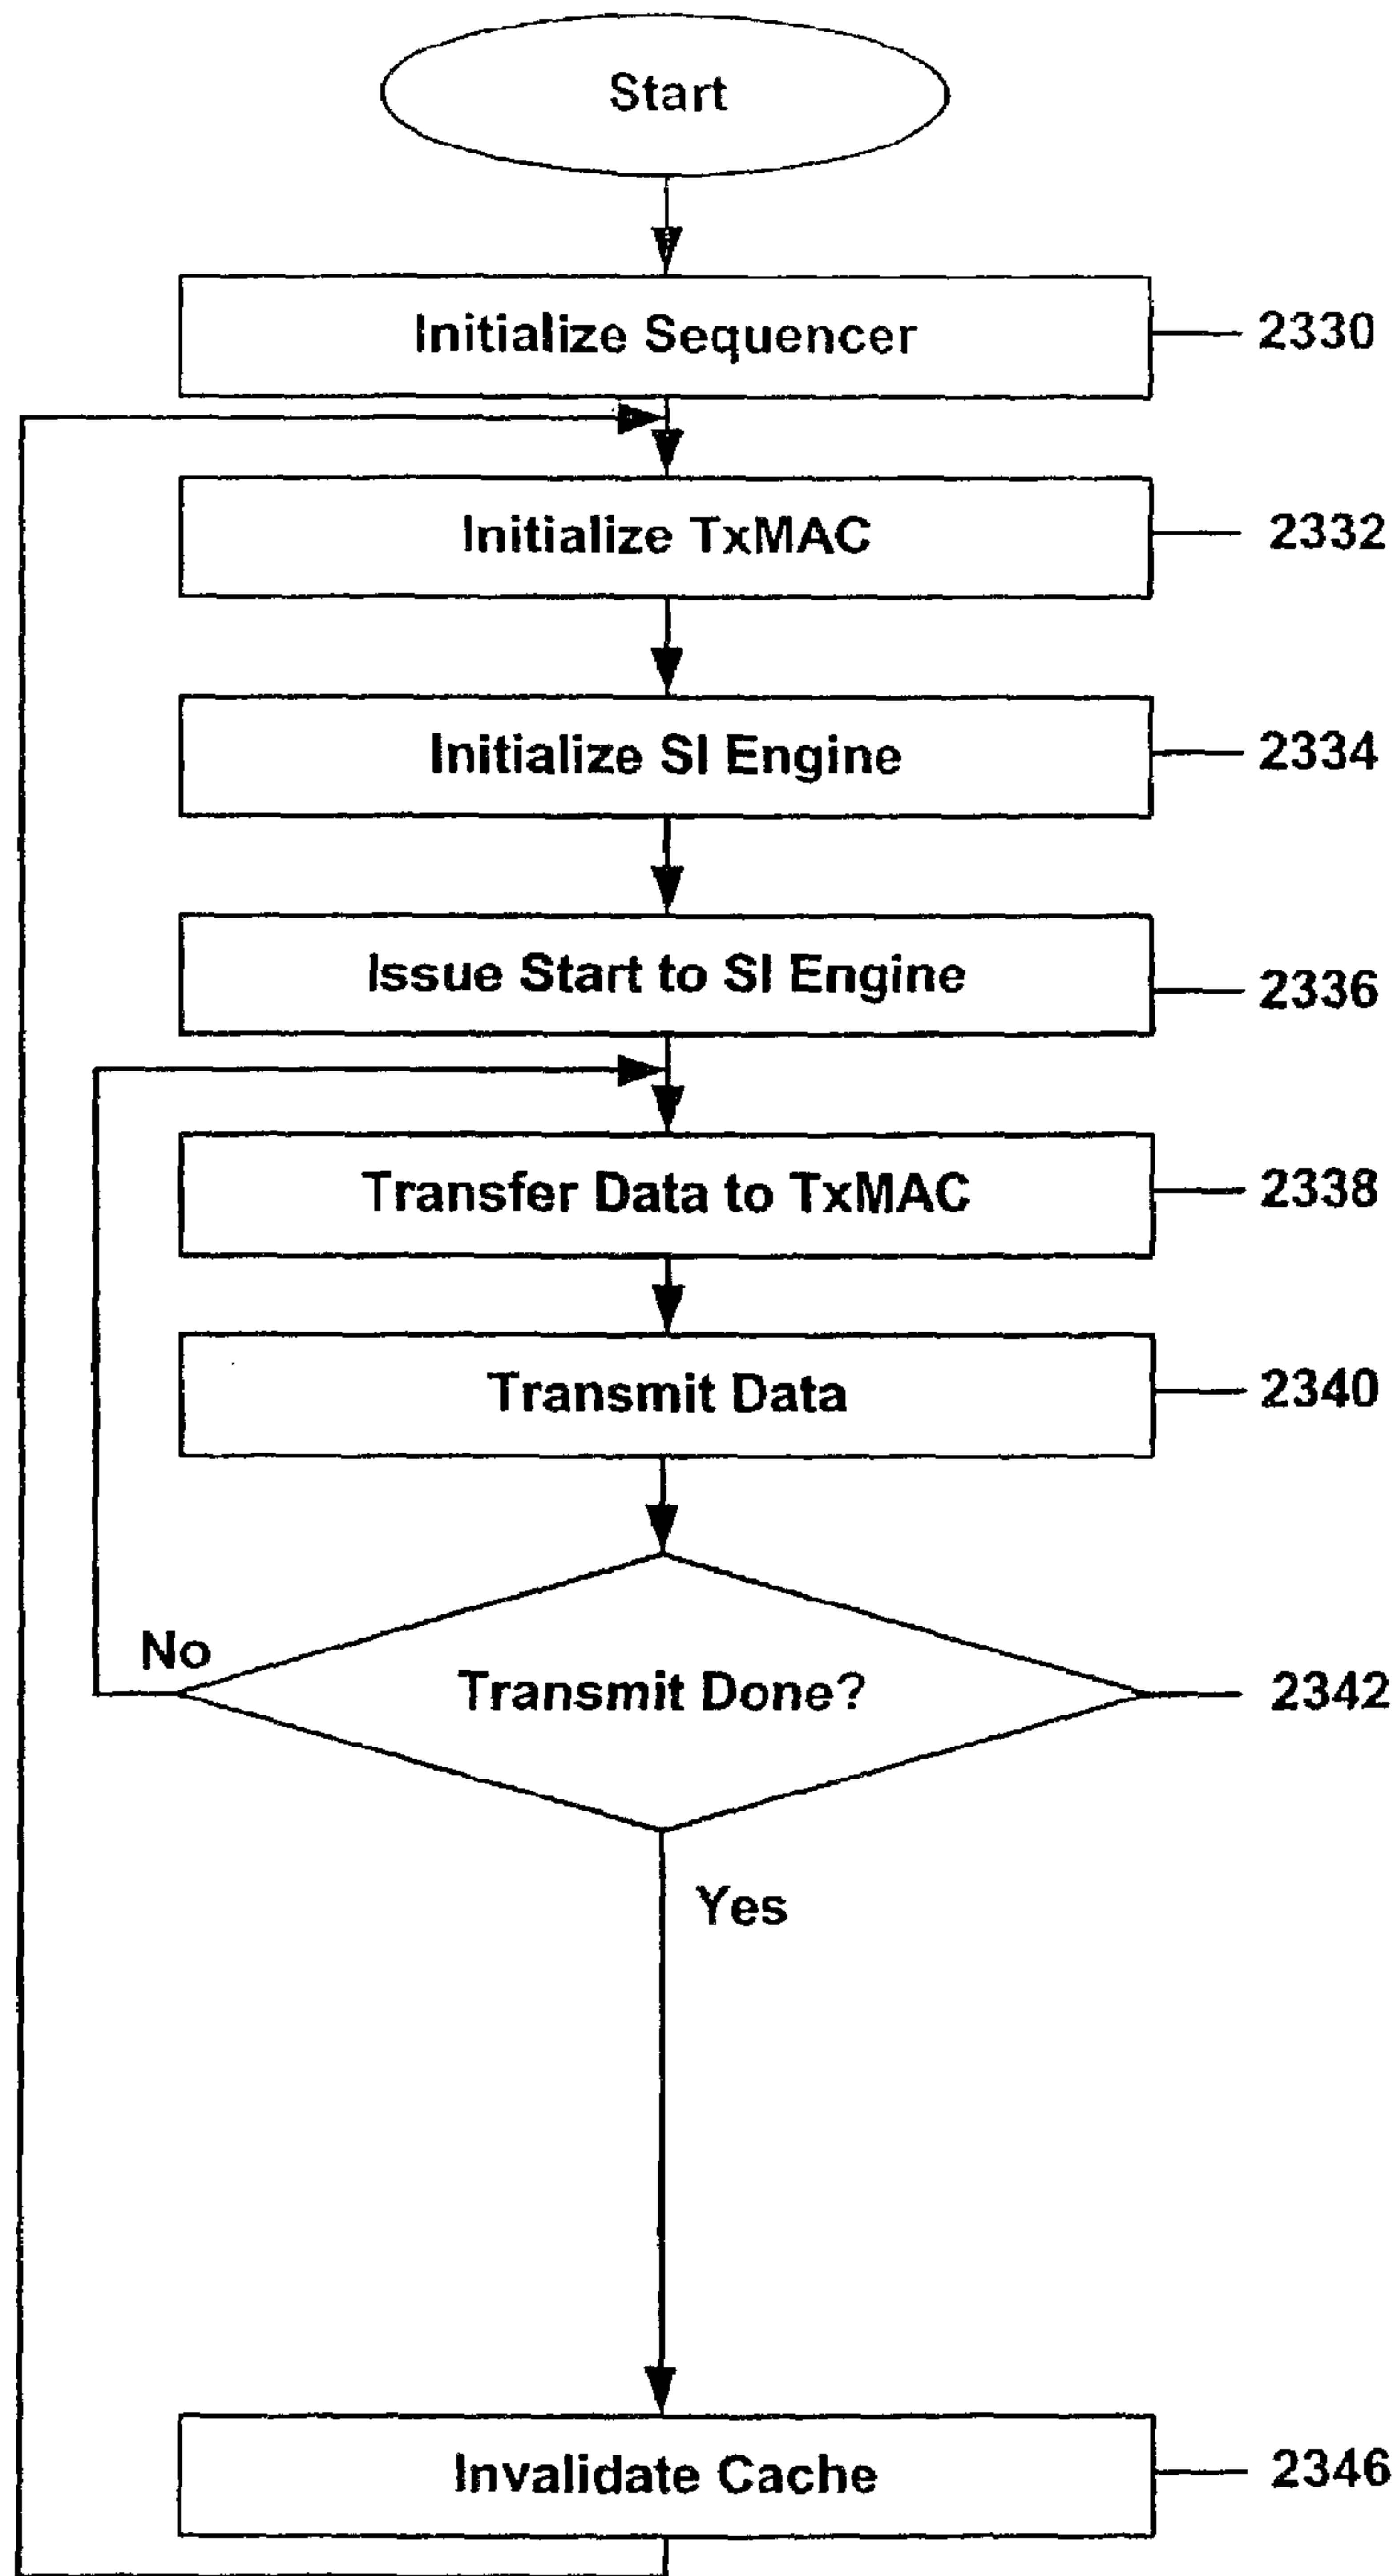 Start
Initialize Sequencer
2330
Initialize TxMAC
2332
Initialize SI Engine
2334
Issue Start to SI Engine
2336
Transfer Data to TxMAC
2338
Transmit Data
2340
No
Transmit Done?
2342
Yes
Invalidate Cache
2346